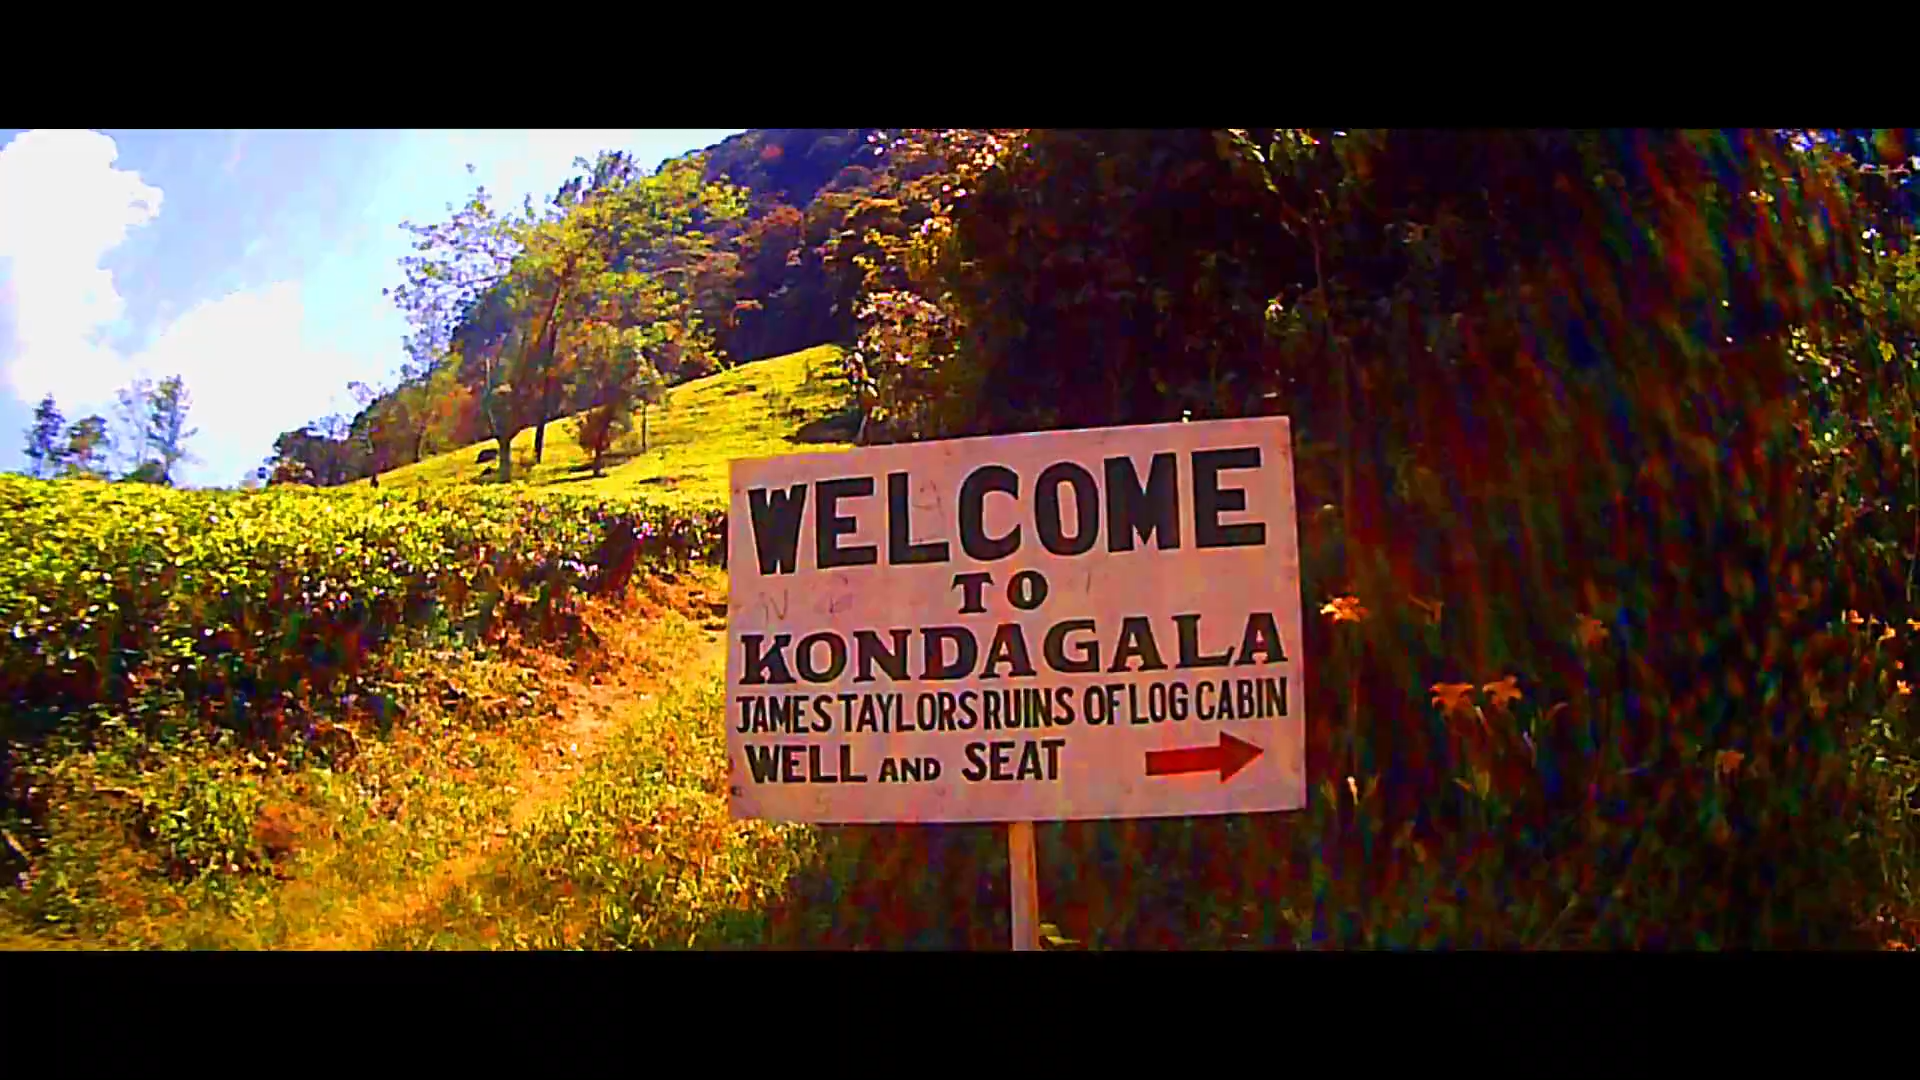 WELCOME
TO
KONDAGALA
JAMES TAYLORS RUINS OF LOG CABIN
WELL AND SEAT